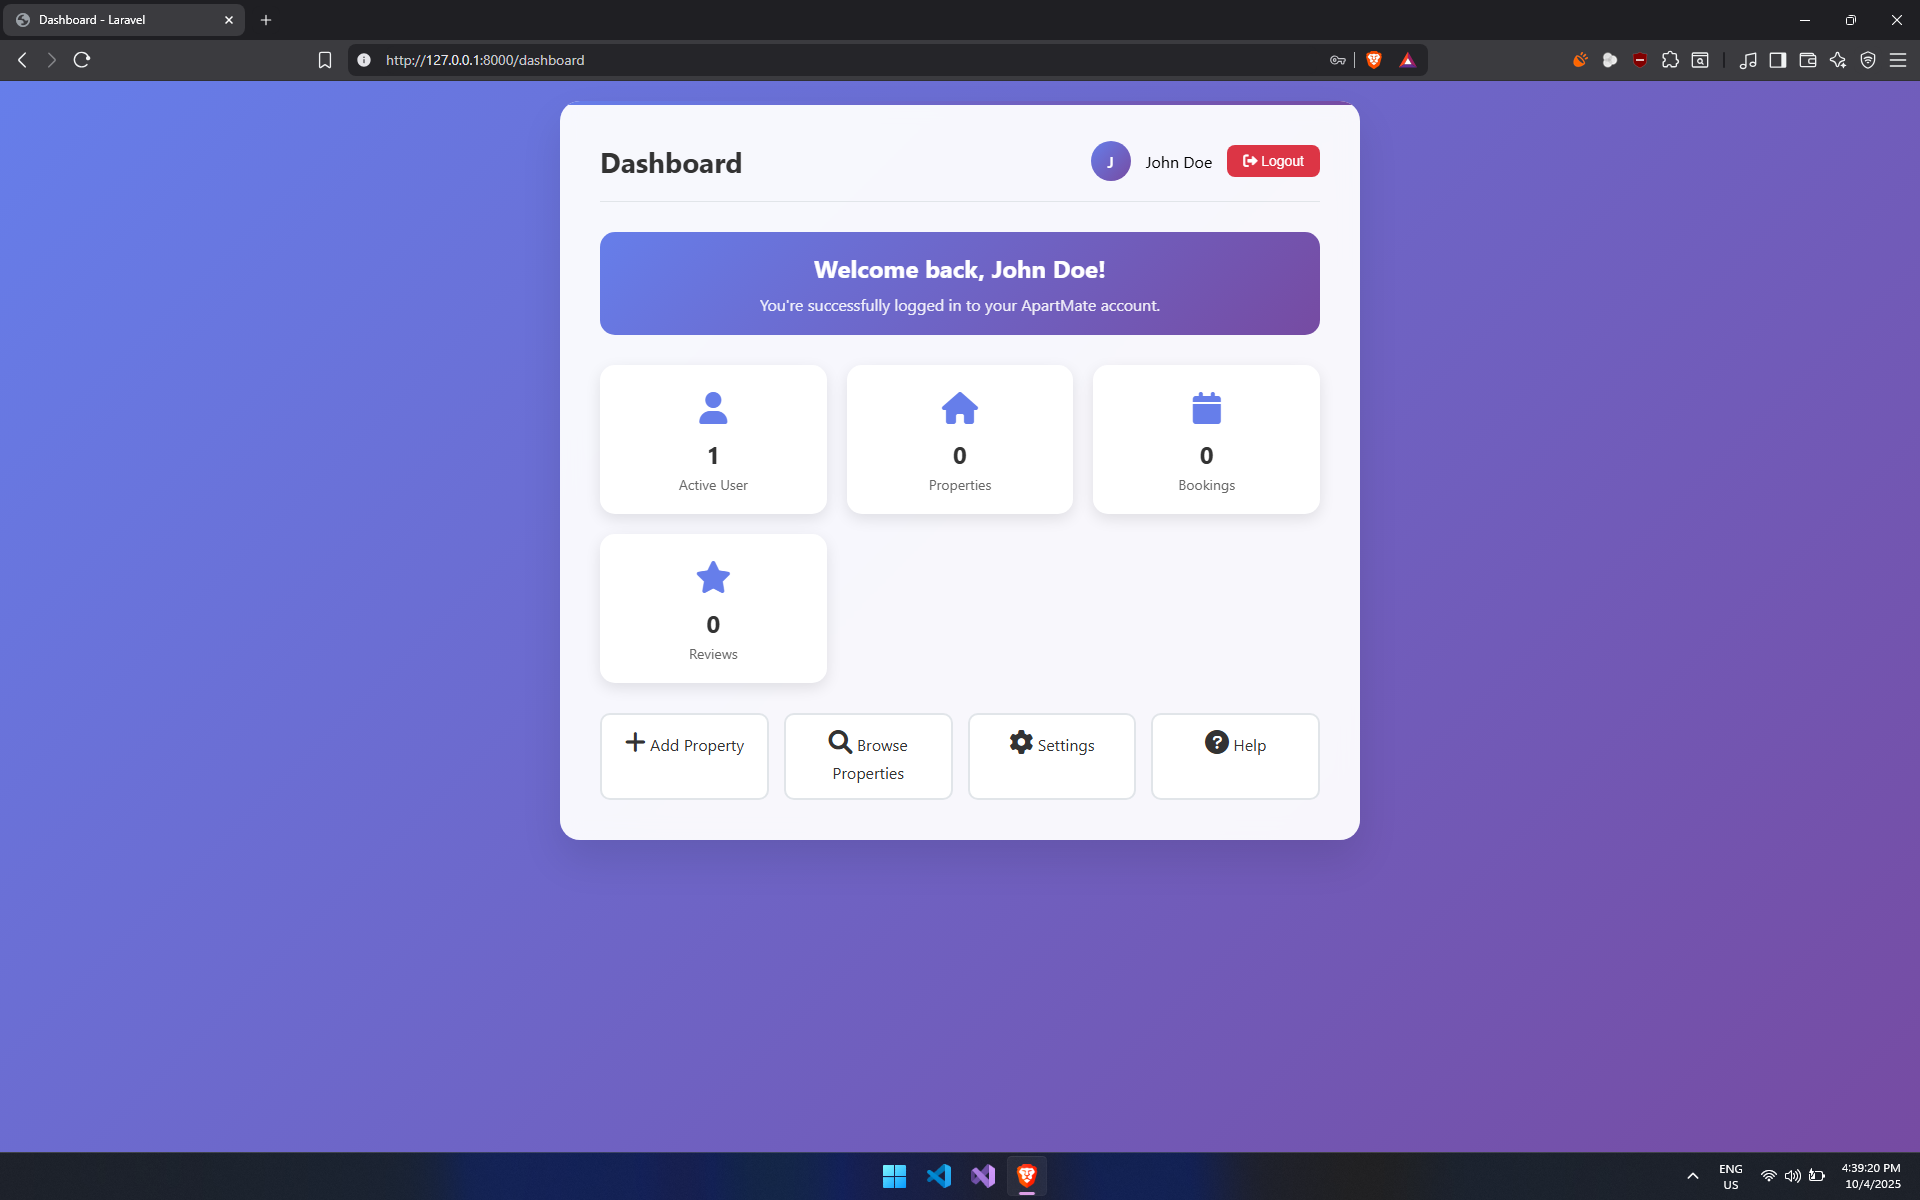 Dashboard - Laravel
http://127.0.0.1:8000/dashboard
Dashboard
J
John Doe
Logout
Welcome back, John Doe!
You're successfully logged in to your ApartMate account.
1
Active User
0
Properties
0
Bookings
0
Reviews
Add Property
Browse
Properties
Settings
Help
ENG
US
4:39:20 PM
10/4/2025